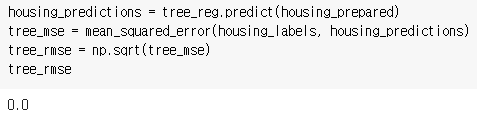 housing_predictions = tree_reg.predict(housing_prepared)
tree_mse = mean_squared_error(housing_labels, housing_predictions)
tree_rmse = np.sqrt(tree_mse)
tree_rmse
0.0